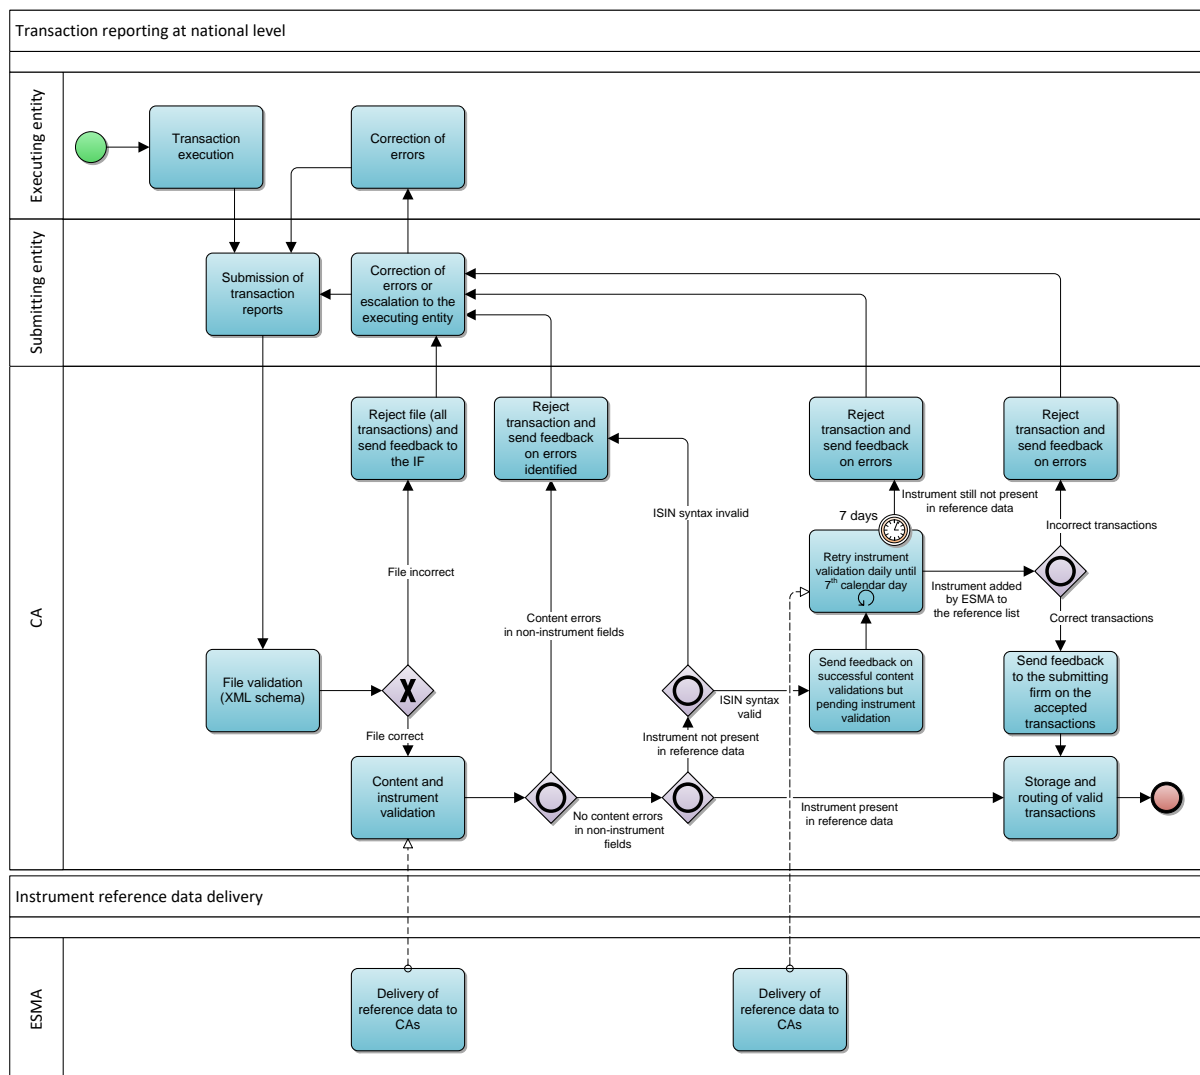 Transaction reporting at national level
Executing entity
Transaction
execution
Correction of
errors
Submitting entity
Submission of
transaction
reports
Correction of
errors or
escalation to the
executing entity
CA
Reject file (all
transactions) and
send feedback to
the IF
Reject
transaction and
send feedback
on errors
identified
Reject
transaction and
send feedback
on errors
Reject
transaction and
send feedback
on errors
Instrument still not present
in reference data
7 days
ISIN syntax invalid
Incorrect transactions
Retry instrument
validation daily until
7th calendar day
File incorrect
Instrument added
by ESMA to
the reference list
Content errors
in non-instrument fields
Correct transactions
File validation
(XML schema)
X
ISIN syntax
valid
Send feedback on
successful content
validations but
pending instrument
validation
Send feedback
to the submitting
firm on the
accepted
transactions
File correct
Instrument not present
in reference data
Content and
instrument
validation
No content errors
in non-instrument
fields
Instrument present
in reference data
Storage and
routing of valid
transactions
Instrument reference data delivery
ESMA
Delivery of
reference data to
CAs
Delivery of
reference data to
CAs